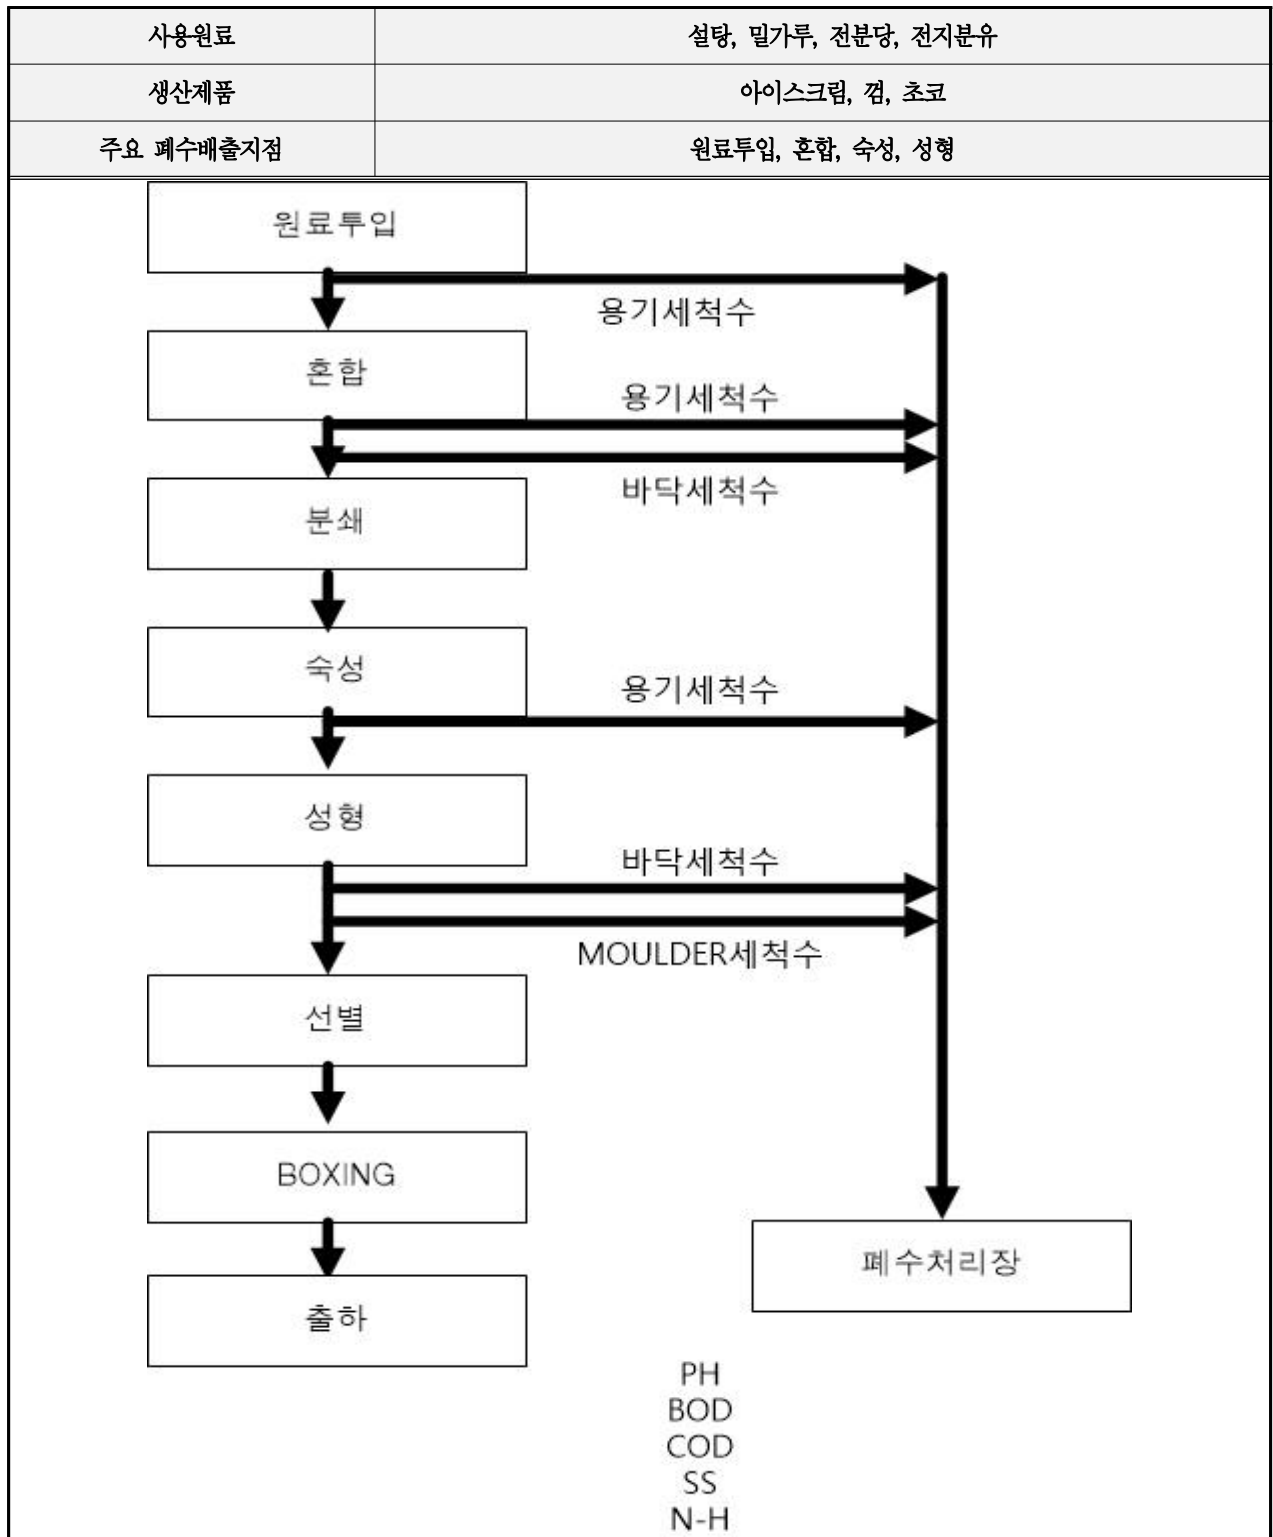 사용원료 설탕, 밀가루, 전분당, 전지분유
생산제품 아이스크림, 껌, 초코
주요 폐수배출지점 원료투입, 혼합, 숙성, 성형
원료투입
용기세척수
혼합
용기세척수
바닥세척수
분쇄
숙성
용기세척수
성형
바닥세척수
MOULDER세척수
선별
BOXING
폐수처리장
출하
PH
BOD
COD
SS
N-H